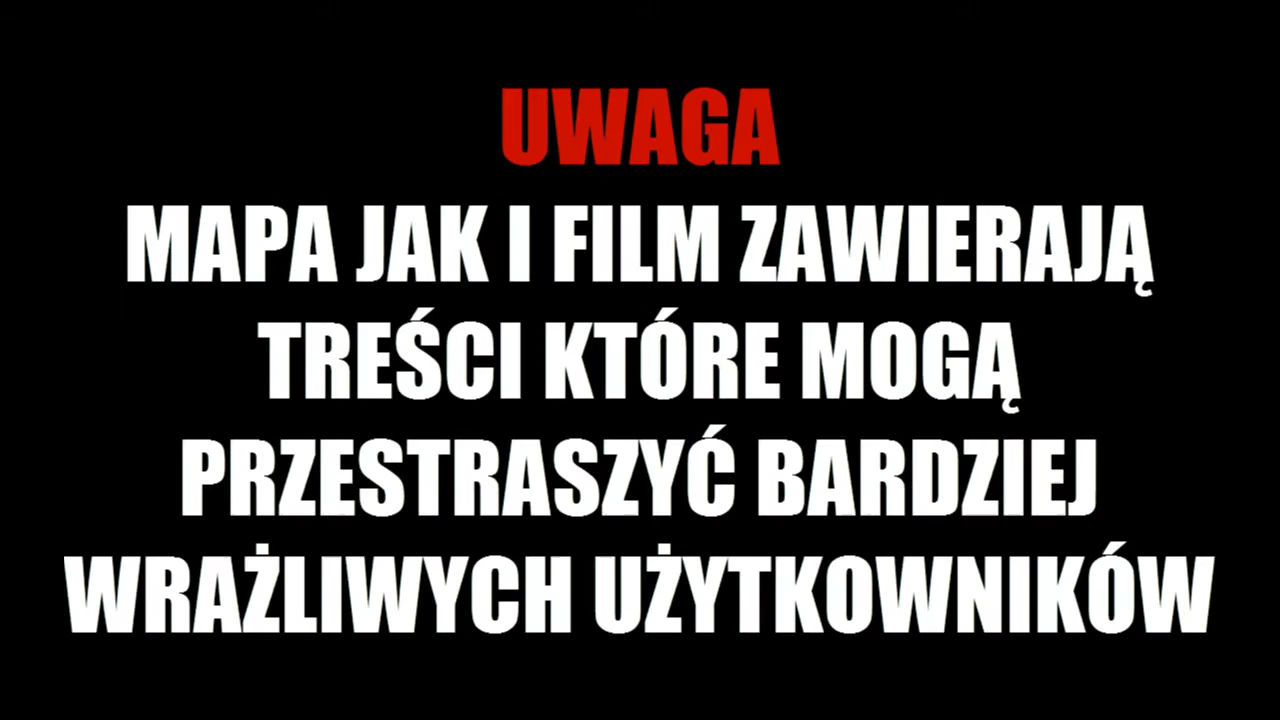 UWAGA
MAPA JAK I FILM ZAWIERAJĄ
TREŚCI KTÓRE MOGĄ
PRZESTRASZYĆ BARDZIEJ
WRAŻLIWYCH UŻYTKOWNIKÓW